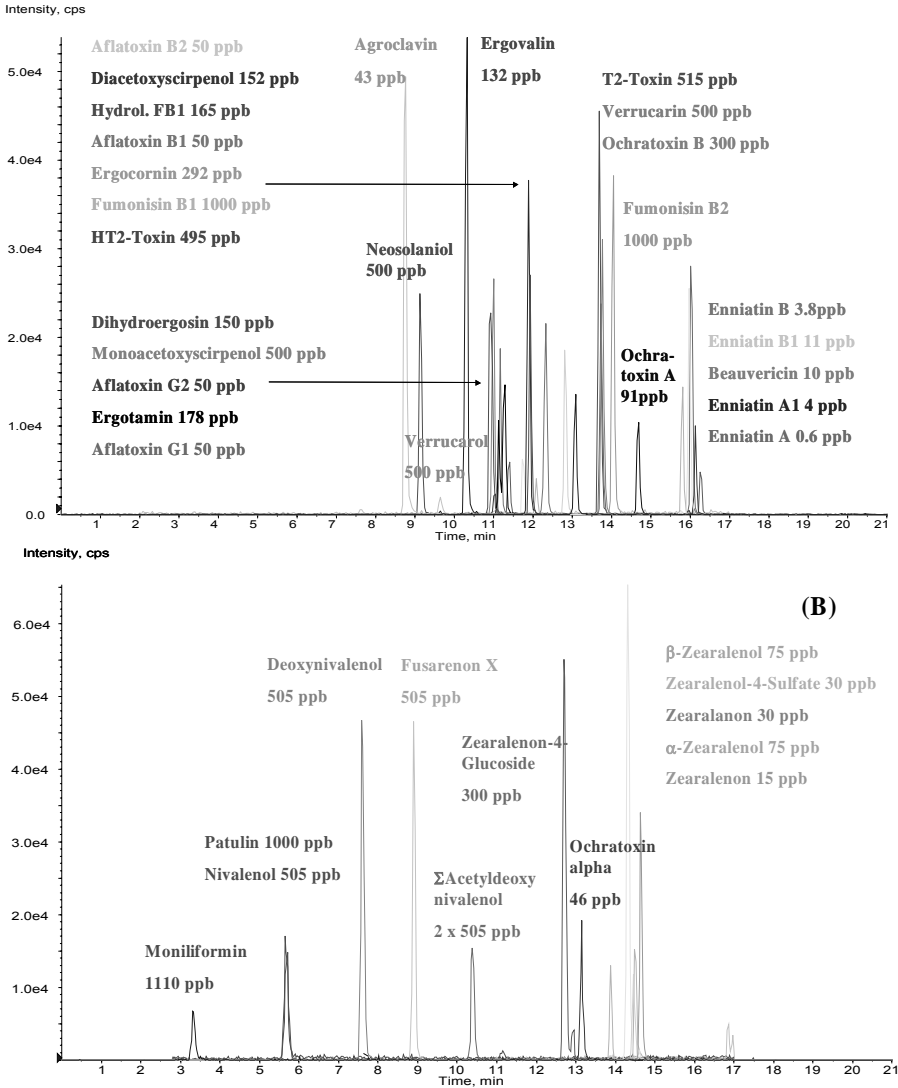 Intensity, cps
Aflatoxin B2 50 ppb
Diacetoxyscirpenol 152 ppb
Hydrol. FB1 165 ppb
Aflatoxin B1 50 ppb
Ergocornin 292 ppb
Fumonisin B1 1000 ppb
HT2-Toxin 495 ppb
Agroclavin
43 ppb
Ergovalin
132 ppb
T2-Toxin 515 ppb
Verrucarin 500 ppb
Ochratoxin B 300 ppb
Fumonisin B2
1000 ppb
Neosolaniol
500 ppb
Dihydroergosin 150 ppb
Monoacetoxyscirpenol 500 ppb
Aflatoxin G2 50 ppb
Ergotamin 178 ppb
Aflatoxin G1 50 ppb
Verrucarol
500 ppb
Ochra-
toxin A
91ppb
Enniatin B 3.8ppb
Enniatin B1 11 ppb
Beauvericin 10 ppb
Enniatin A1 4 ppb
Enniatin A 0.6 ppb
5.0e4
4.0e4
3.0e4
2.0e4
1.0e4
0.0
1 2 3 4 5 6 7 8 9 10 11 12 13 14 15 16 17 18 19 20 21
Time, min
Intensity, cps
(B)
6.0e4
5.0e4
4.0e4
3.0e4
2.0e4
1.0e4
Deoxynivalenol
505 ppb
Fusarenon X
505 ppb
β-Zearalenol 75 ppb
Zearalenol-4-Sulfate 30 ppb
Zearalanon 30 ppb
α-Zearalenol 75 ppb
Zearalenon 15 ppb
Zearalenon-4-
Glucoside
300 ppb
Patulin 1000 ppb
Nivalenol 505 ppb
ΣAcetyldeoxy
nivalenol
2 x 505 ppb
Ochratoxin
alpha
46 ppb
Moniliformin
1110 ppb
1 2 3 4 5 6 7 8 9 10 11 12 13 14 15 16 17 18 19 20 21
Time, min